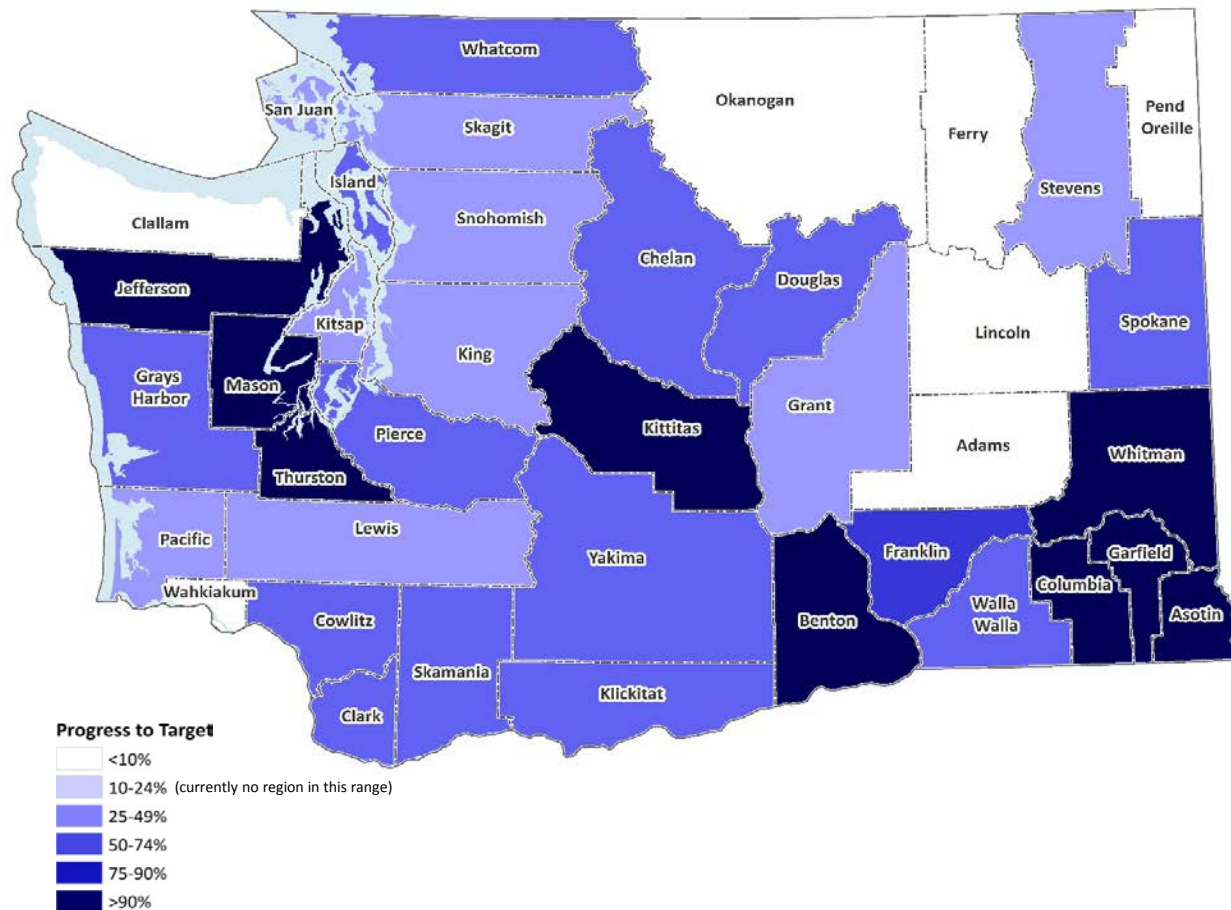 Whatcom
Okanogan
San Juan
Skagit
Ferry
Pend
Oreille
Island
Stevens
Clallam
Snohomish
Chelan
Douglas
Jefferson
Kitsap
Spokane
King
Lincoln
Grays
Harbor
Mason
Grant
Kittitas
Pierce
Adams
Whitman
Thurston
Lewis
Pacific
Yakima
Franklin
Garfield
Columbia
Wahkiakum
Walla
Walla
Asotin
Cowlitz
Benton
Skamania
Klickitat
Clark
Progress to Target
<10%
10-24% (currently no region in this range)
25-49%
50-74%
75-90%
>90%